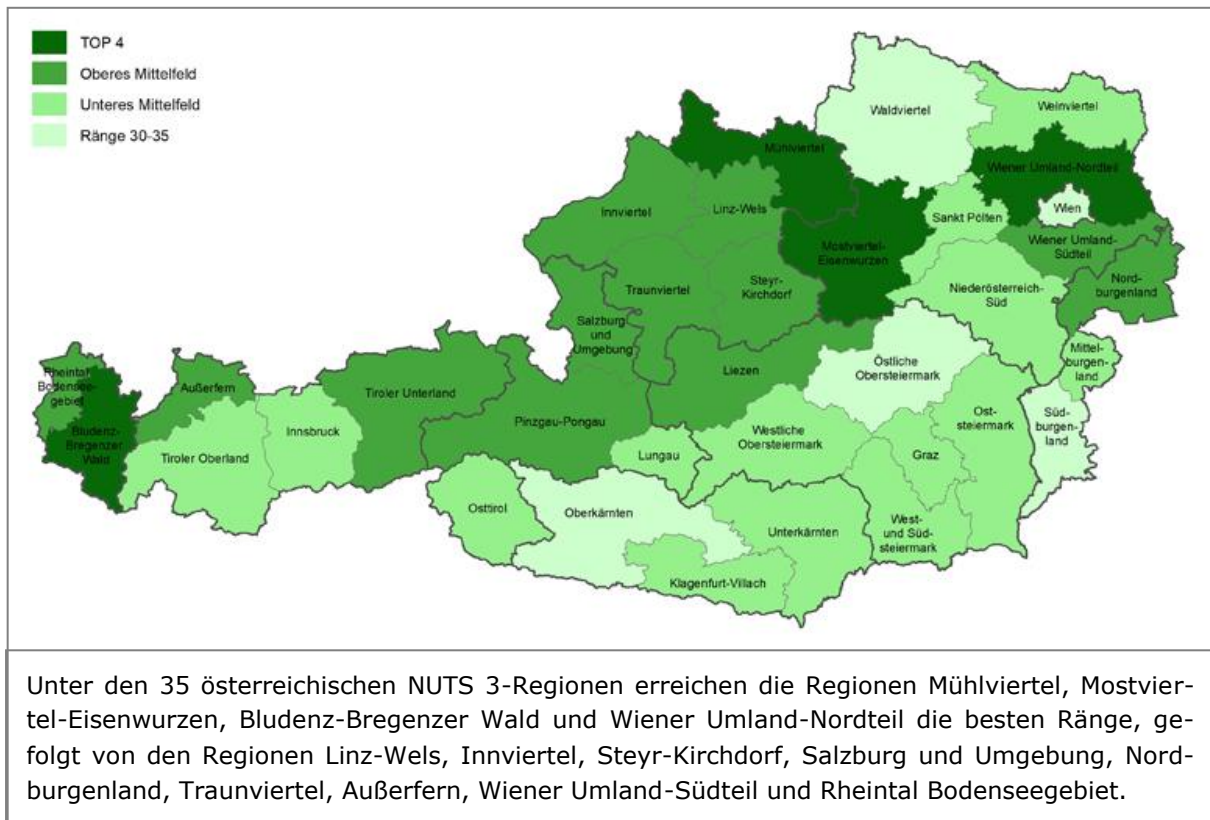 TOP 4
Oberes Mittelfeld
Unteres Mittelfeld
Ränge 30-35
Waldviertel
Weinviertel
Mühlviertel
Wiener Umland-Nordteil
Wien
Innviertel
Linz-Wels
Sankt Pölten
Mostviertel-
Eisenwurzen
Wiener Umland-
Südteil
Nord-
burgenland
Traunviertel
Steyr-
Kirchdorf
Niederösterreich-
Süd
Salzburg
und
Umgebung
Mittel-
burgen-
land
Östliche
Obersteiermark
Liezen
Rheintal
Bodensee-
gebiet
Außerfern
Tiroler Unterland
Pinzgau-Pongau
Ost-
steiermark
Süd-
burgen-
land
Bludenz-
Bregenzer
Wald
Innsbruck
Tiroler Oberland
Lungau
Westliche
Obersteiermark
Graz
Osttirol
Oberkärnten
Unterkärnten
West-
und Süd-
steiermark
Klagenfurt-Villach
Unter den 35 österreichischen NUTS 3-Regionen erreichen die Regionen Mühlviertel, Mostvier-
tel-Eisenwurzen, Bludenz-Bregenzer Wald und Wiener Umland-Nordteil die besten Ränge, ge-
folgt von den Regionen Linz-Wels, Innviertel, Steyr-Kirchdorf, Salzburg und Umgebung, Nord-
burgenland, Traunviertel, Außerfern, Wiener Umland-Südteil und Rheintal Bodenseegebiet.